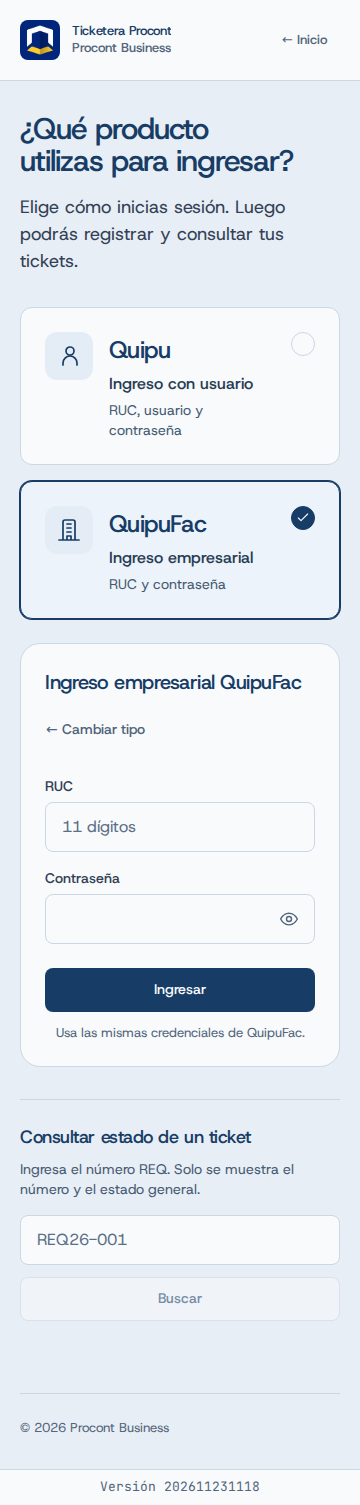 Ticketera Procont
Procont Business
← Inicio
¿Qué producto
utilizas para ingresar?
Elige cómo inicias sesión. Luego
podrás registrar y consultar tus
tickets.
Quipu
Ingreso con usuario
RUC, usuario y
contraseña
QuipuFac
Ingreso empresarial
RUC y contraseña
Ingreso empresarial QuipuFac
← Cambiar tipo
RUC
11 dígitos
Contraseña
Ingresar
Usa las mismas credenciales de QuipuFac.
Consultar estado de un ticket
Ingresa el número REQ. Solo se muestra el
número y el estado general.
REQ26-001
Buscar
© 2026 Procont Business
Versión 202611231118